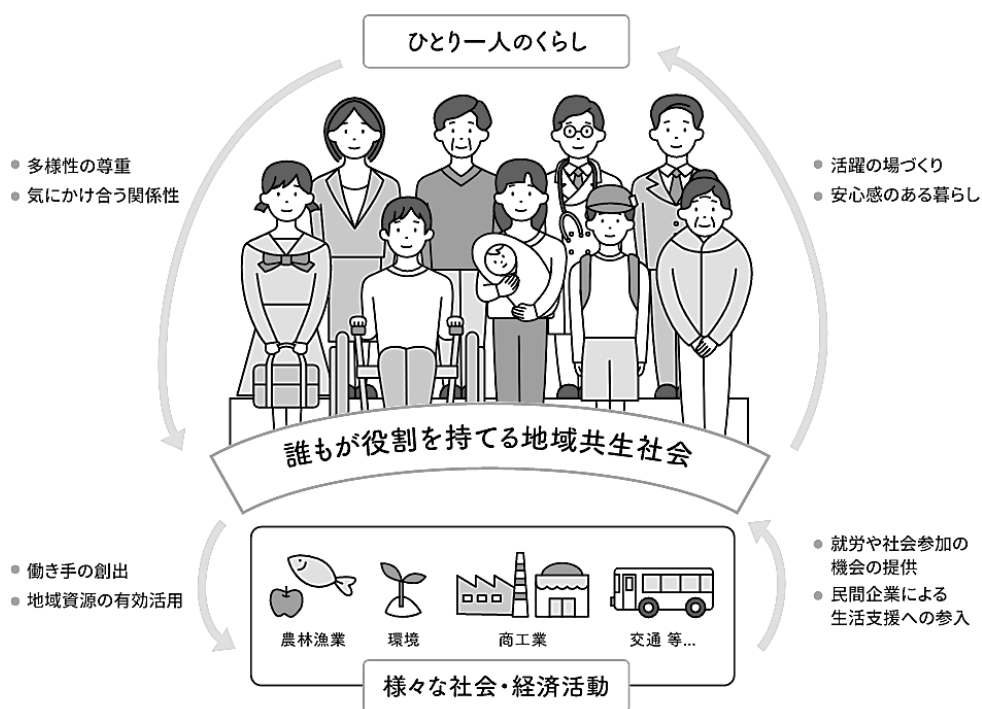 ひとり一人のくらし
多様性の尊重
気にかけ合う関係性
活躍の場づくり
安心感のある暮らし
誰もが役割を持てる地域共生社会
働き手の創出
地域資源の有効活用
就労や社会参加の
機会の提供
民間企業による
生活支援への参入
農林漁業
環境
商工業
交通 等...
様々な社会・経済活動